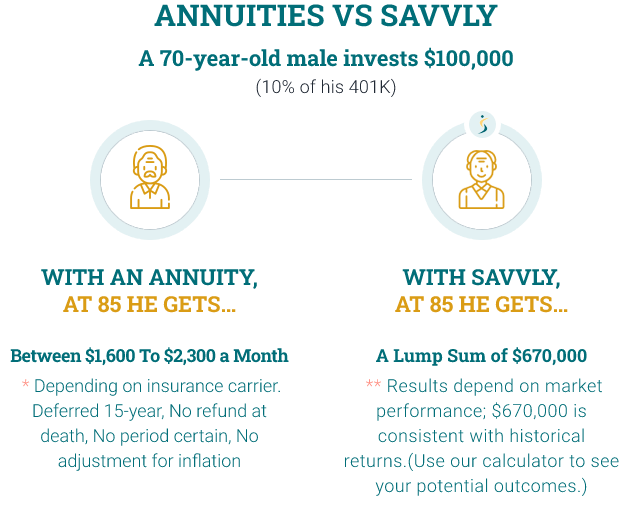 ANNUITIES VS SAVVLY
A 70-year-old male invests $100,000
(10% of his 401K)
WITH AN ANNUITY,
AT 85 HE GETS...
Between $1,600 To $2,300 a Month
* Depending on insurance carrier.
Deferred 15-year, No refund at
death, No period certain, No
adjustment for inflation
WITH SAVVLY,
AT 85 HE GETS...
A Lump Sum of $670,000
** Results depend on market
performance; $670,000 is
consistent with historical
returns.(Use our calculator to see
your potential outcomes.)